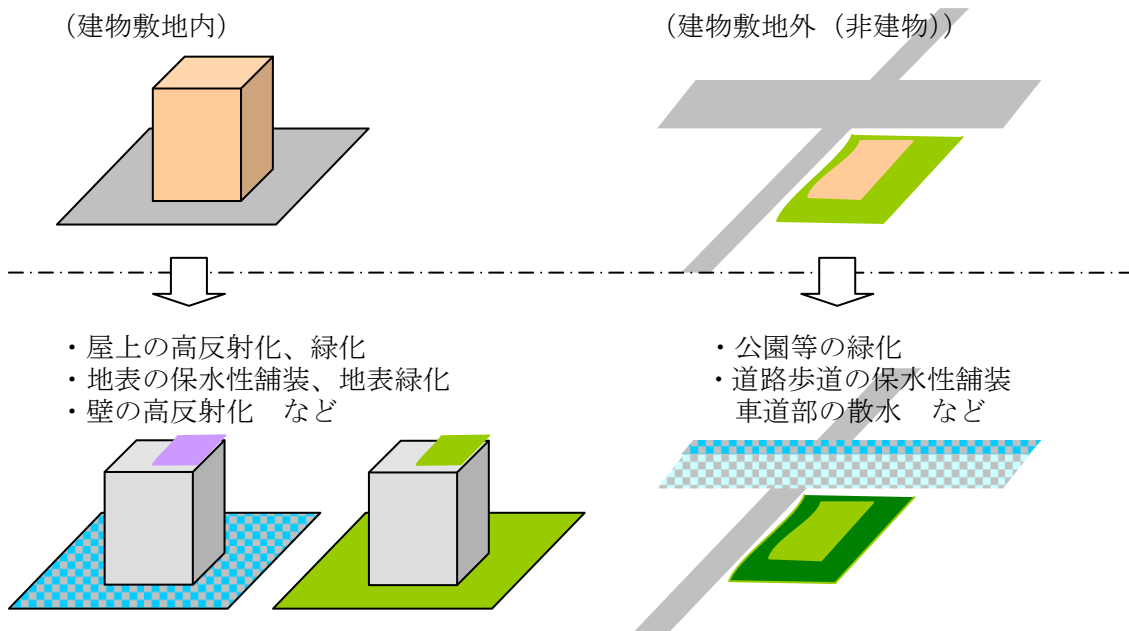 (建物敷地内)
(建物敷地外（非建物))
・屋上の高反射化、緑化
・地表の保水性舗装、地表緑化
・壁の高反射化　など
・公園等の緑化
・道路歩道の保水性舗装
車道部の散水　など